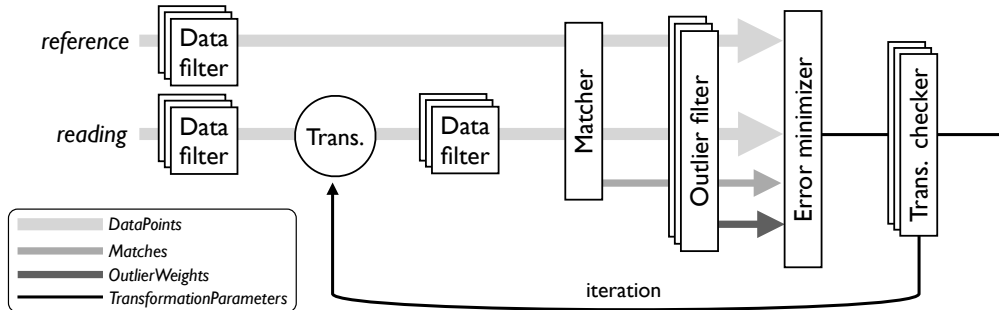 reference
Data
filter
reading
Data
filter
Trans.
Data
filter
Matcher
Outlier filter
Error minimizer
Trans. checker
DataPoints
Matches
OutlierWeights
TransformationParameters
iteration